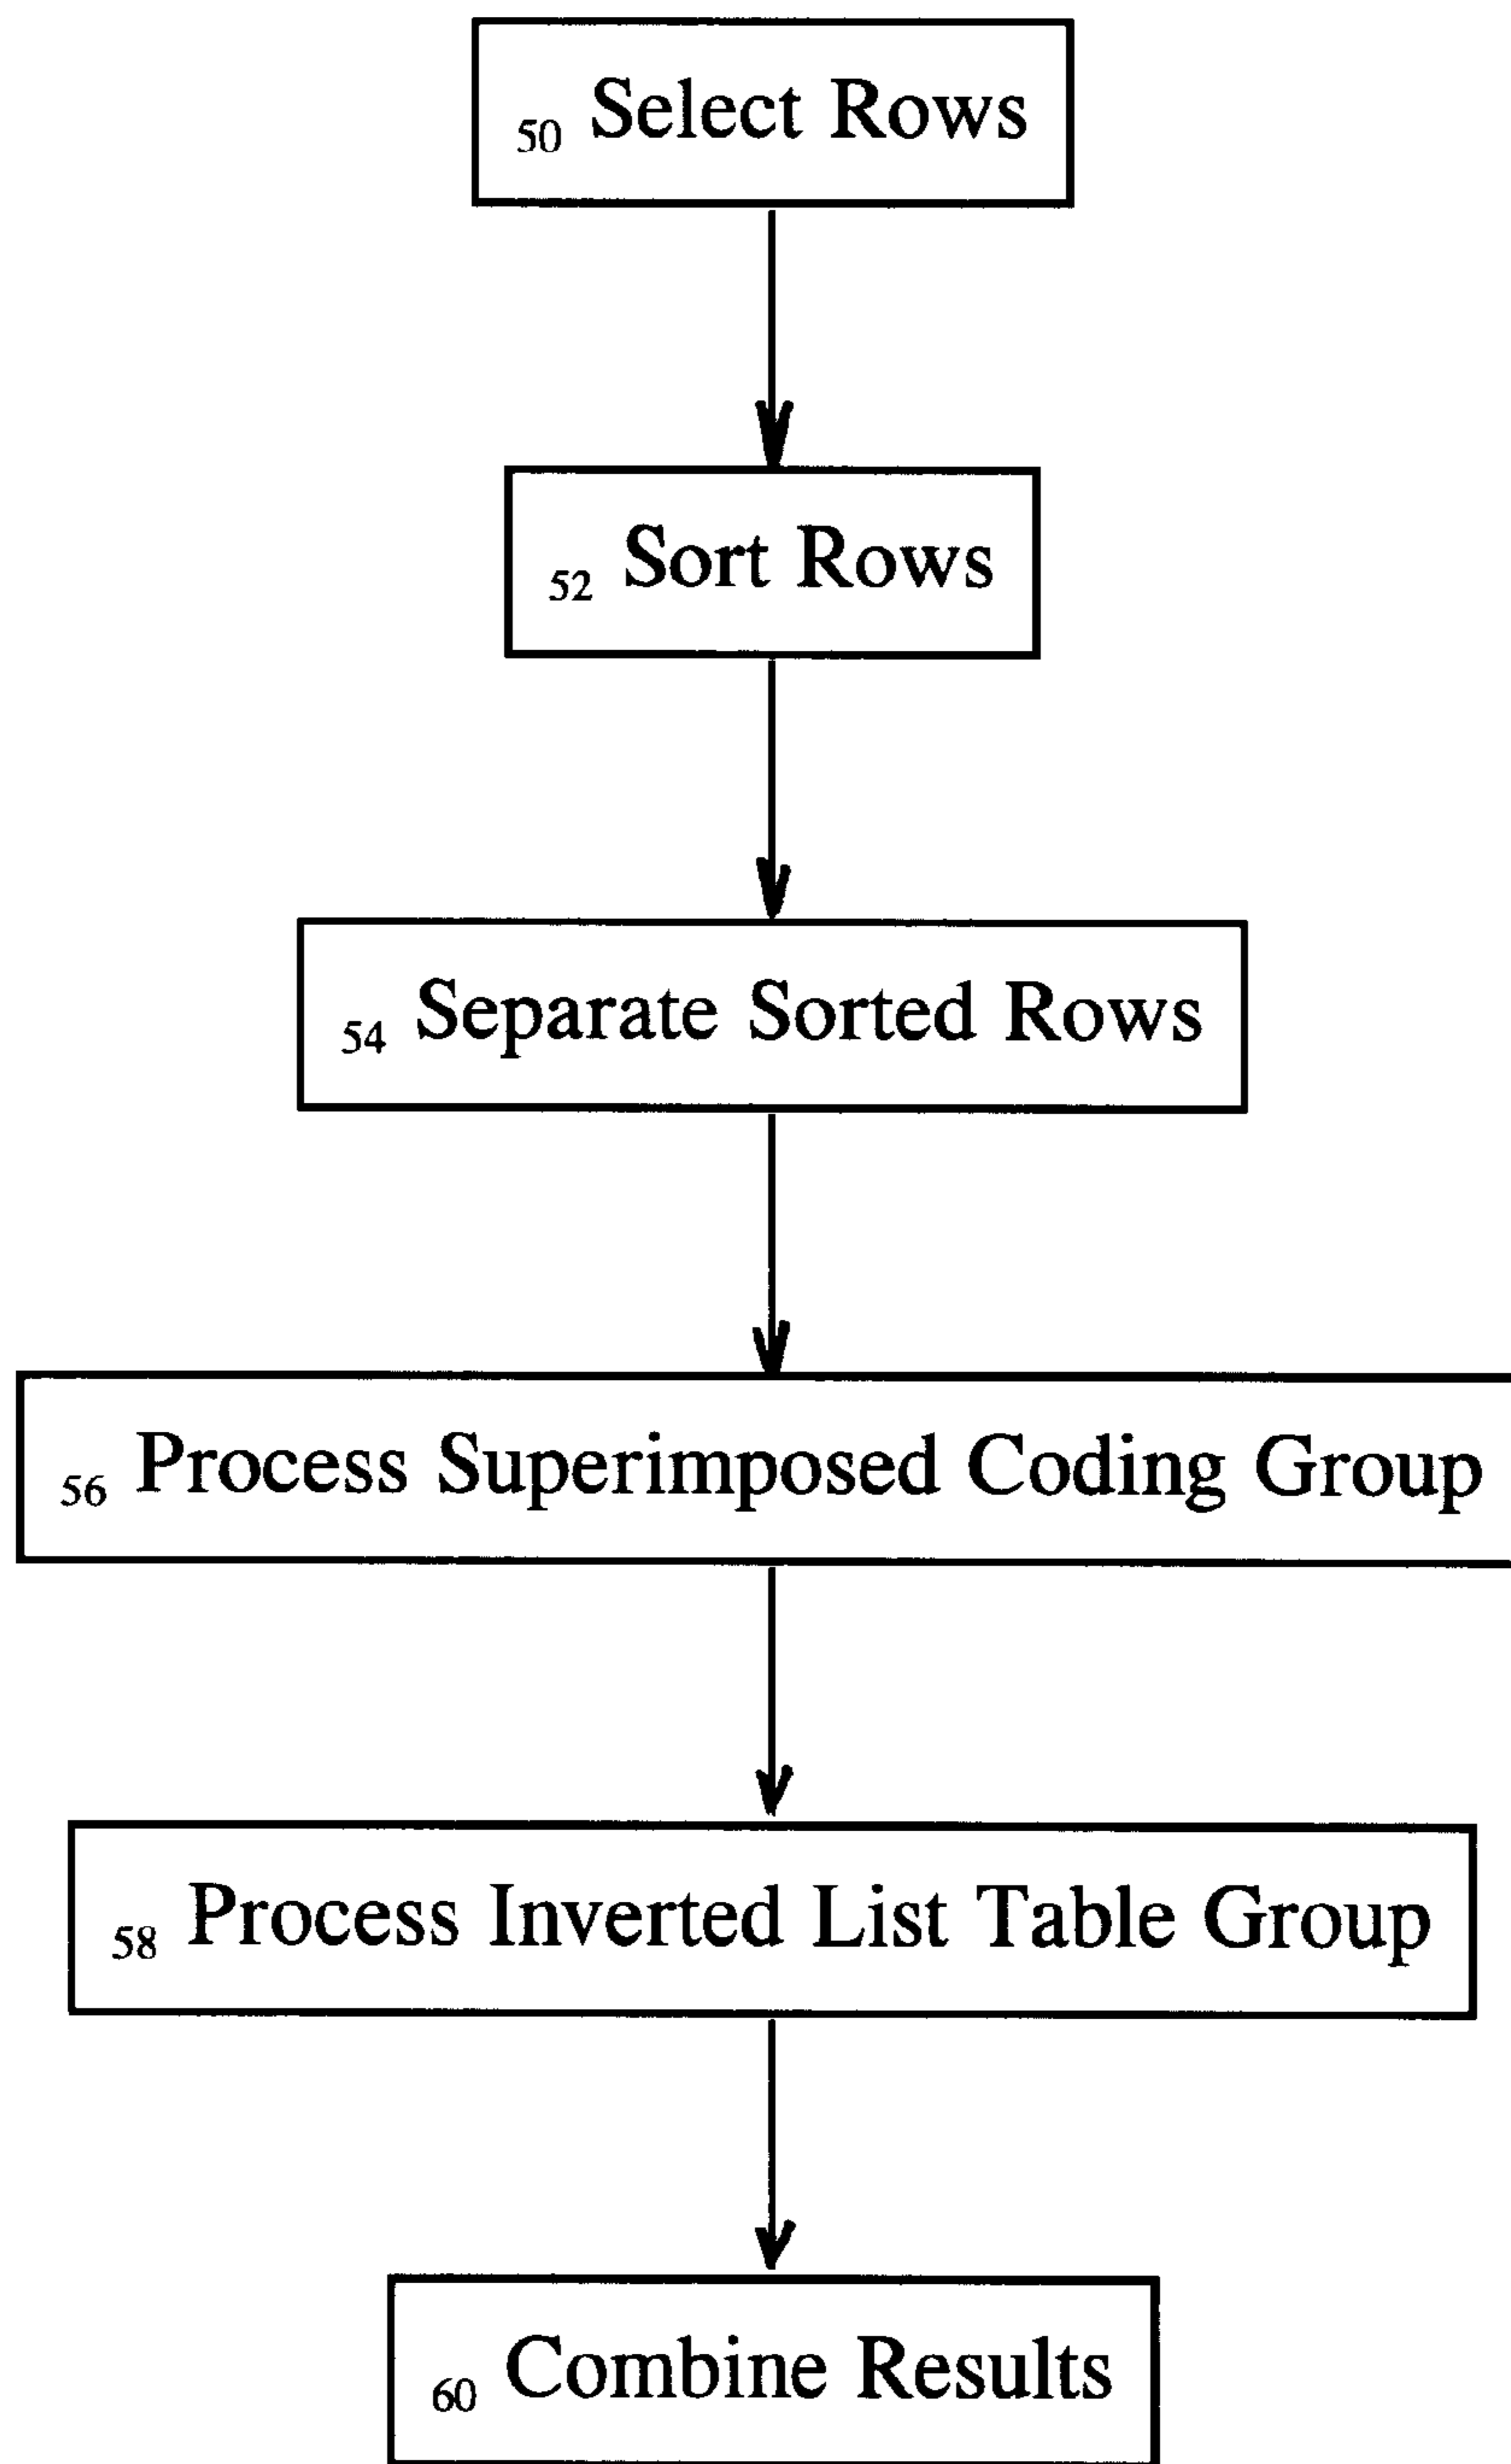 50 Select Rows
52 Sort Rows
54 Separate Sorted Rows
56 Process Superimposed Coding Group
58 Process Inverted List Table Group
60 Combine Results